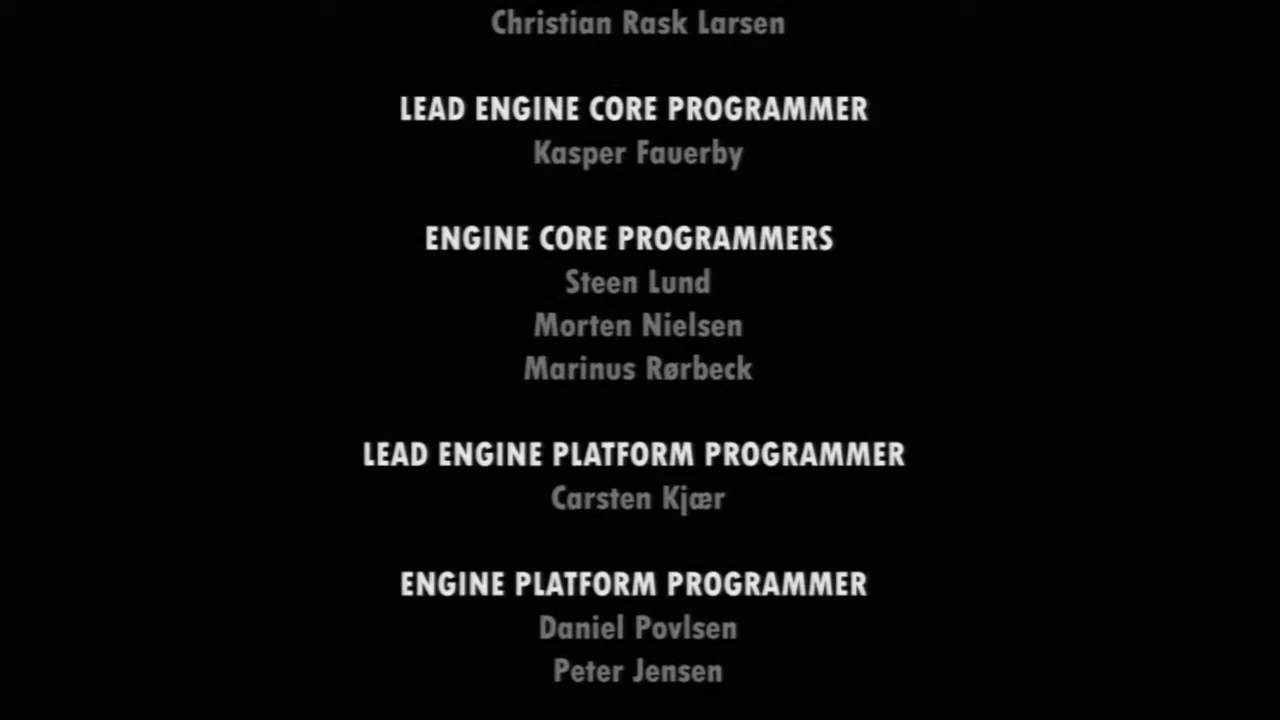 Christian Rask Larsen
LEAD ENGINE CORE PROGRAMMER
Kasper Fauerby
ENGINE CORE PROGRAMMERS
Steen Lund
Morten Nielsen
Marinus Rørbeck
LEAD ENGINE PLATFORM PROGRAMMER
Carsten Kjær
ENGINE PLATFORM PROGRAMMER
Daniel Povlsen
Peter Jensen